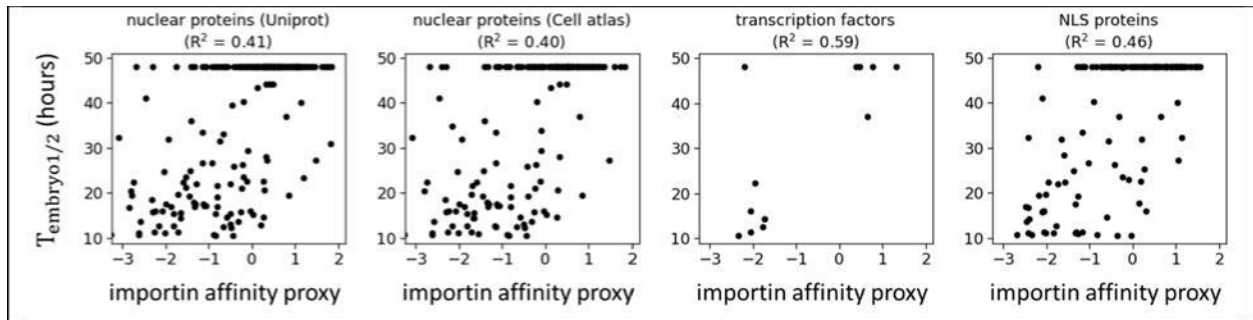 nuclear proteins (Uniprot)
(R² = 0.41)
nuclear proteins (Cell atlas)
(R² = 0.40)
transcription factors
(R² = 0.59)
NLS proteins
(R² = 0.46)
Tembryo1/2 (hours)
50
40
30
20
10
−3 −2 −1 0 1 2
importin affinity proxy
50
40
30
20
10
−3 −2 −1 0 1 2
importin affinity proxy
50
40
30
20
10
−3 −2 −1 0 1 2
importin affinity proxy
50
40
30
20
10
−3 −2 −1 0 1 2
importin affinity proxy